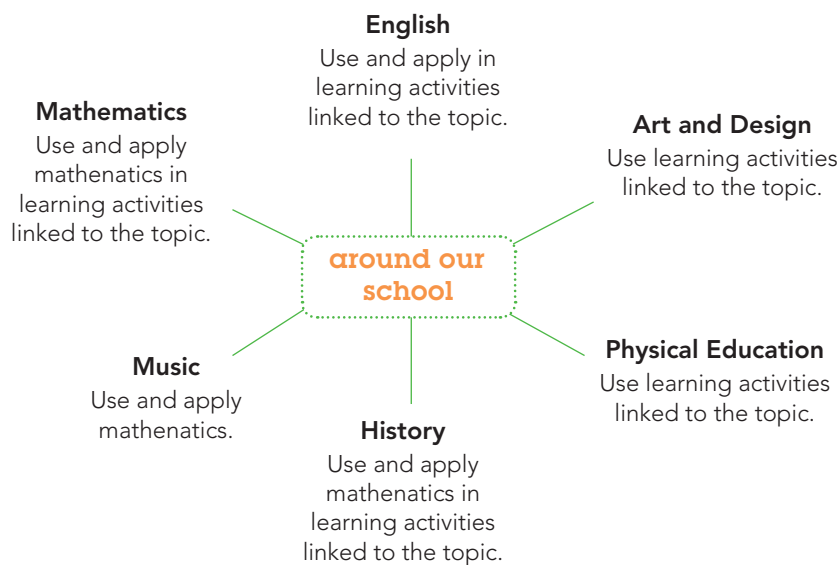 English
Use and apply in
learning activities
linked to the topic.
Mathematics
Use and apply
mathenatics in
learning activities
linked to the topic.
Art and Design
Use learning activities
linked to the topic.
around our
school
Music
Use and apply
mathenatics.
Physical Education
Use learning activities
linked to the topic.
History
Use and apply
mathenatics in
learning activities
linked to the topic.